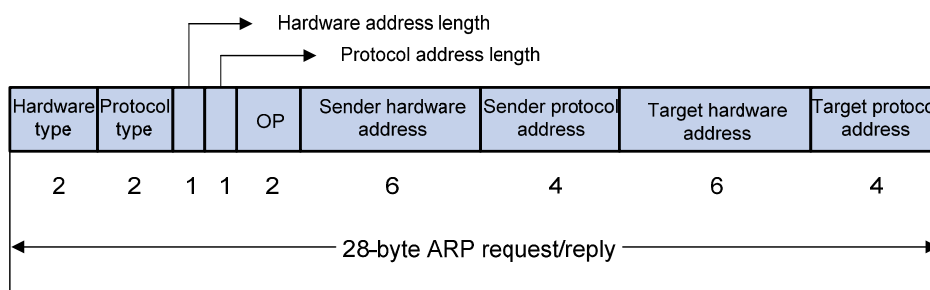 Hardware address length
Protocol address length
Hardware type
Protocol type
OP
Sender hardware address
Sender protocol address
Target hardware address
Target protocol address
2 2 1 1 2 6 4 6 4
28-byte ARP request/reply